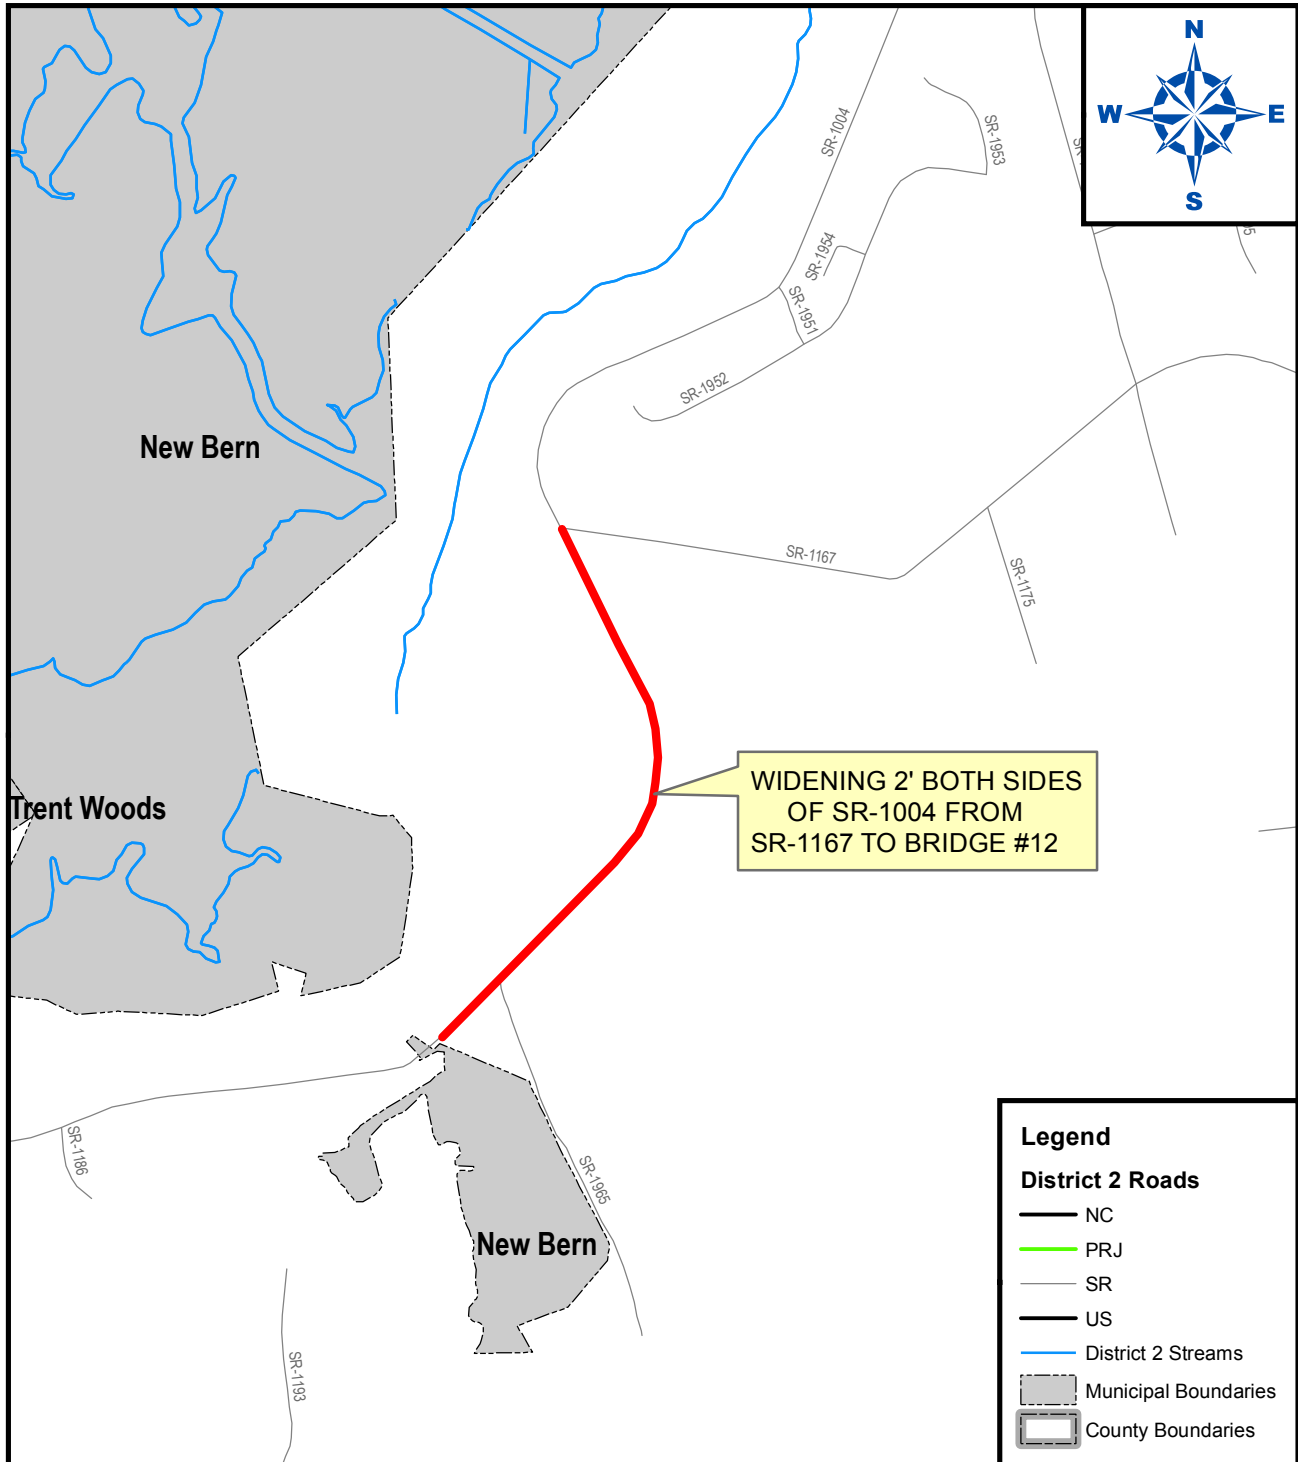 N
W E
S
SR-1004
SR-1953
SR-1954
SR-1951
SR-1952
New Bern
SR-1167
SR-1175
WIDENING 2' BOTH SIDES
OF SR-1004 FROM
SR-1167 TO BRIDGE #12
Trent Woods
SR-1186
SR-1965
New Bern
SR-1193
Legend
District 2 Roads
NC
PRJ
SR
US
District 2 Streams
Municipal Boundaries
County Boundaries